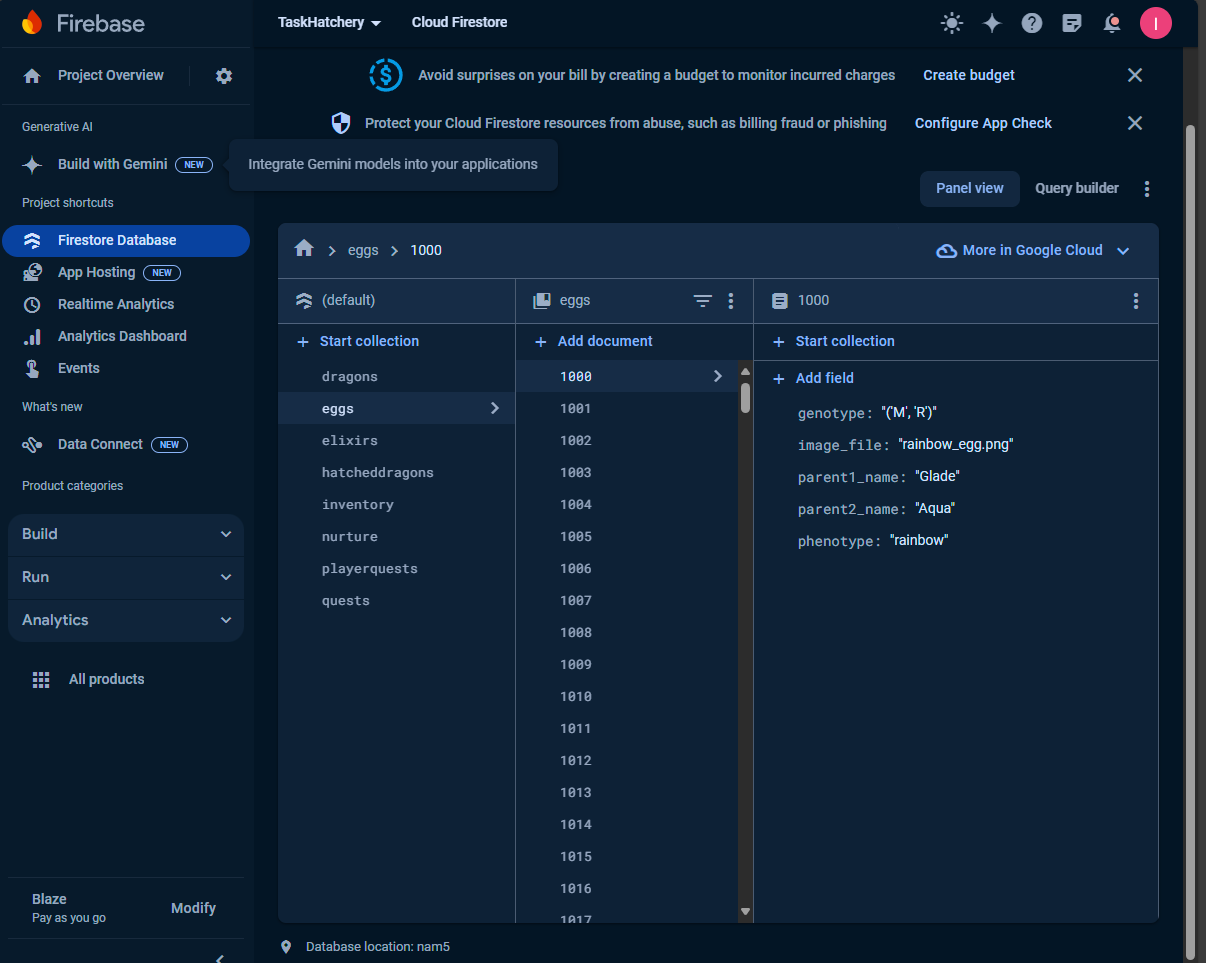 Firebase
TaskHatchery
Cloud Firestore
I
Project Overview
Generative AI
Build with Gemini NEW
Integrate Gemini models into your applications
Project shortcuts
Firestore Database
App Hosting NEW
Realtime Analytics
Analytics Dashboard
Events
What's new
Data Connect NEW
Product categories
Build
Run
Analytics
All products
Blaze
Pay as you go
Modify
Avoid surprises on your bill by creating a budget to monitor incurred charges
Create budget
Protect your Cloud Firestore resources from abuse, such as billing fraud or phishing
Configure App Check
Panel view
Query builder
eggs
1000
More in Google Cloud
(default)
Start collection
dragons
eggs
elixirs
hatcheddragons
inventory
nurture
playerquests
quests
eggs
Add document
1000
1001
1002
1003
1004
1005
1006
1007
1008
1009
1010
1011
1012
1013
1014
1015
1016
1017
1000
Start collection
Add field
genotype: "('M', 'R')"
image_file: "rainbow_egg.png"
parent1_name: "Glade"
parent2_name: "Aqua"
phenotype: "rainbow"
Database location: nam5